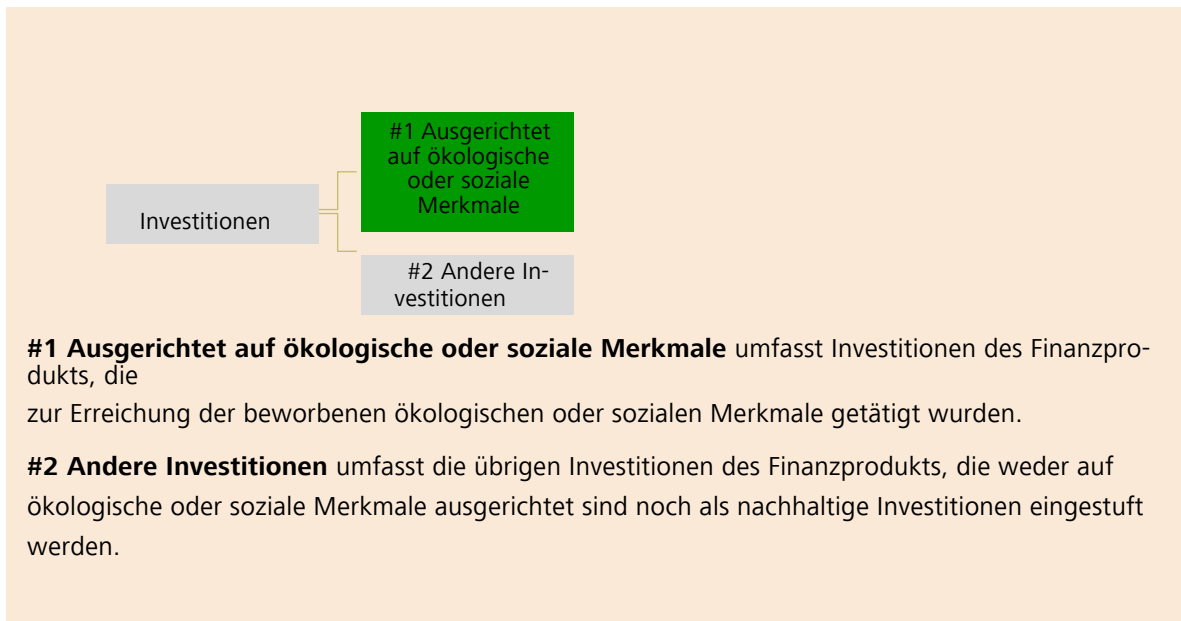 #1 Ausgerichtet
auf ökologische
oder soziale
Merkmale
Investitionen
#2 Andere In-
vestitionen
#1 Ausgerichtet auf ökologische oder soziale Merkmale umfasst Investitionen des Finanzpro-
dukts, die
zur Erreichung der beworbenen ökologischen oder sozialen Merkmale getätigt wurden.
#2 Andere Investitionen umfasst die übrigen Investitionen des Finanzprodukts, die weder auf
ökologische oder soziale Merkmale ausgerichtet sind noch als nachhaltige Investitionen eingestuft
werden.